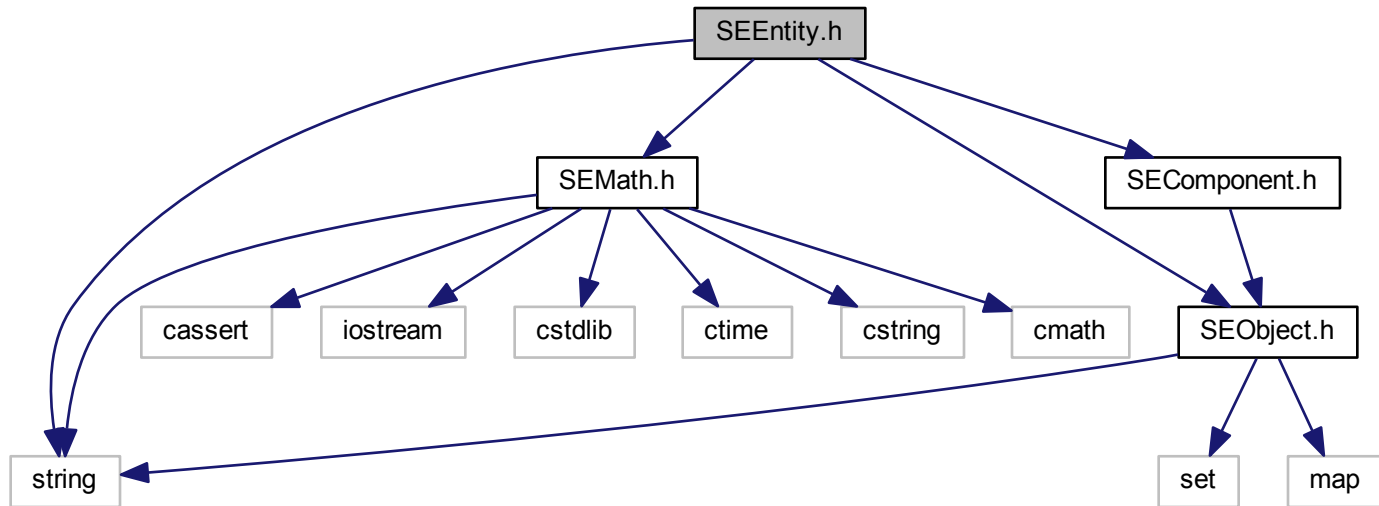 SEEntity.h
SEMath.h
SEComponent.h
cassert
iostream
cstdlib
ctime
cstring
cmath
SEObject.h
string
set
map